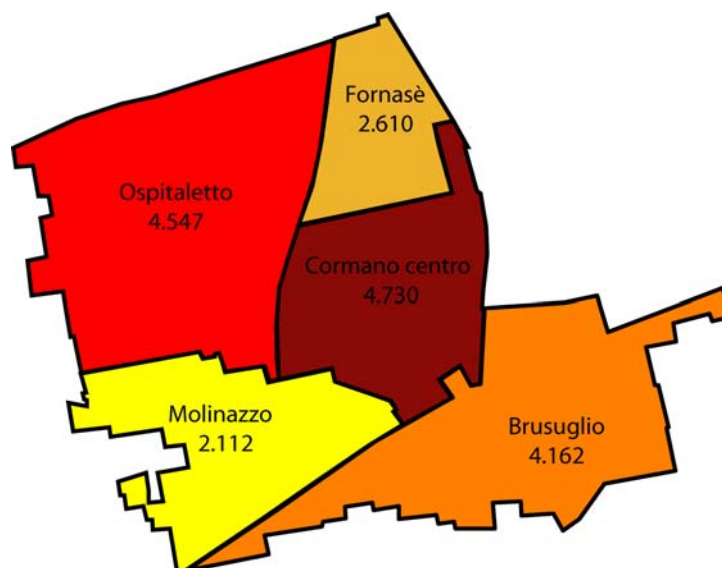 Fornasè
2.610
Ospitaletto
4.547
Cormano centro
4.730
Molinazzo
2.112
Brusuglio
4.162